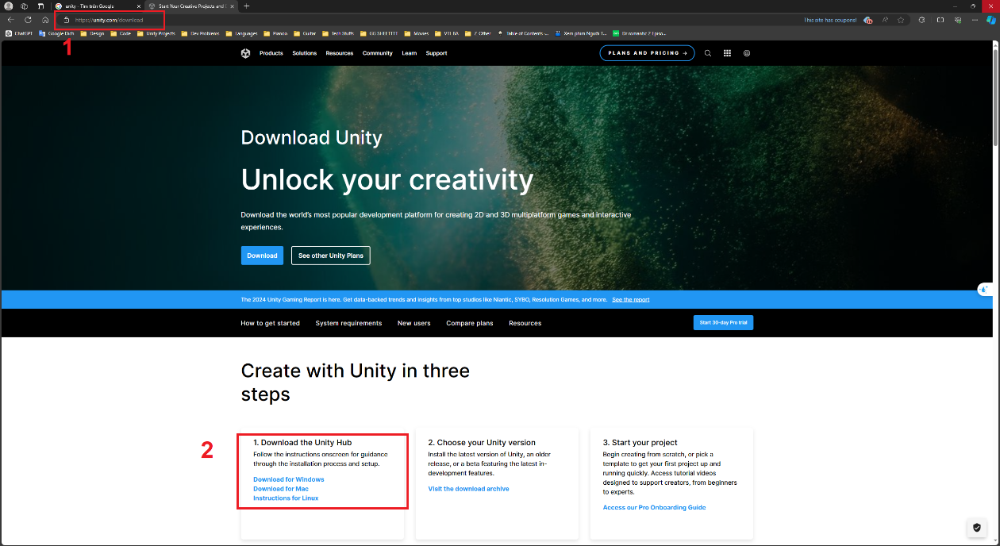 unity - Tìm trên Google
Start Your Creative Projects and
https://unity.com/download
This site has coupons!
ChatGPT
Google Dịch
Design
Code
Unity Projects
Dev Problems
Languages
Pianoo
Guitar
Tech Stuffs
Movies
Z' Other
Table of Contents -...
Xem phim Người T...
Dr romantic 2 Episo...
1
Products
Solutions
Resources
Community
Learn
Support
PLANS AND PRICING →
Download Unity
Unlock your creativity
Download the world's most popular development platform for creating 2D and 3D multiplatform games and interactive
experiences.
Download
See other Unity Plans
The 2024 Unity Gaming Report is here. Get data-backed trends and insights from top studios like Niantic, SYBO, Resolution Games, and more. See the report
How to get started
System requirements
New users
Compare plans
Resources
Start 30-day Pro trial
Create with Unity in three
steps
2
1. Download the Unity Hub
Follow the instructions onscreen for guidance
through the installation process and setup.
Download for Windows
Download for Mac
Instructions for Linux
2. Choose your Unity version
Install the latest version of Unity, an older
release, or a beta featuring the latest in-
development features.
Visit the download archive
3. Start your project
Begin creating from scratch, or pick a
template to get your first project up and
running quickly. Access tutorial videos
designed to support creators, from beginners
to experts.
Access our Pro Onboarding Guide